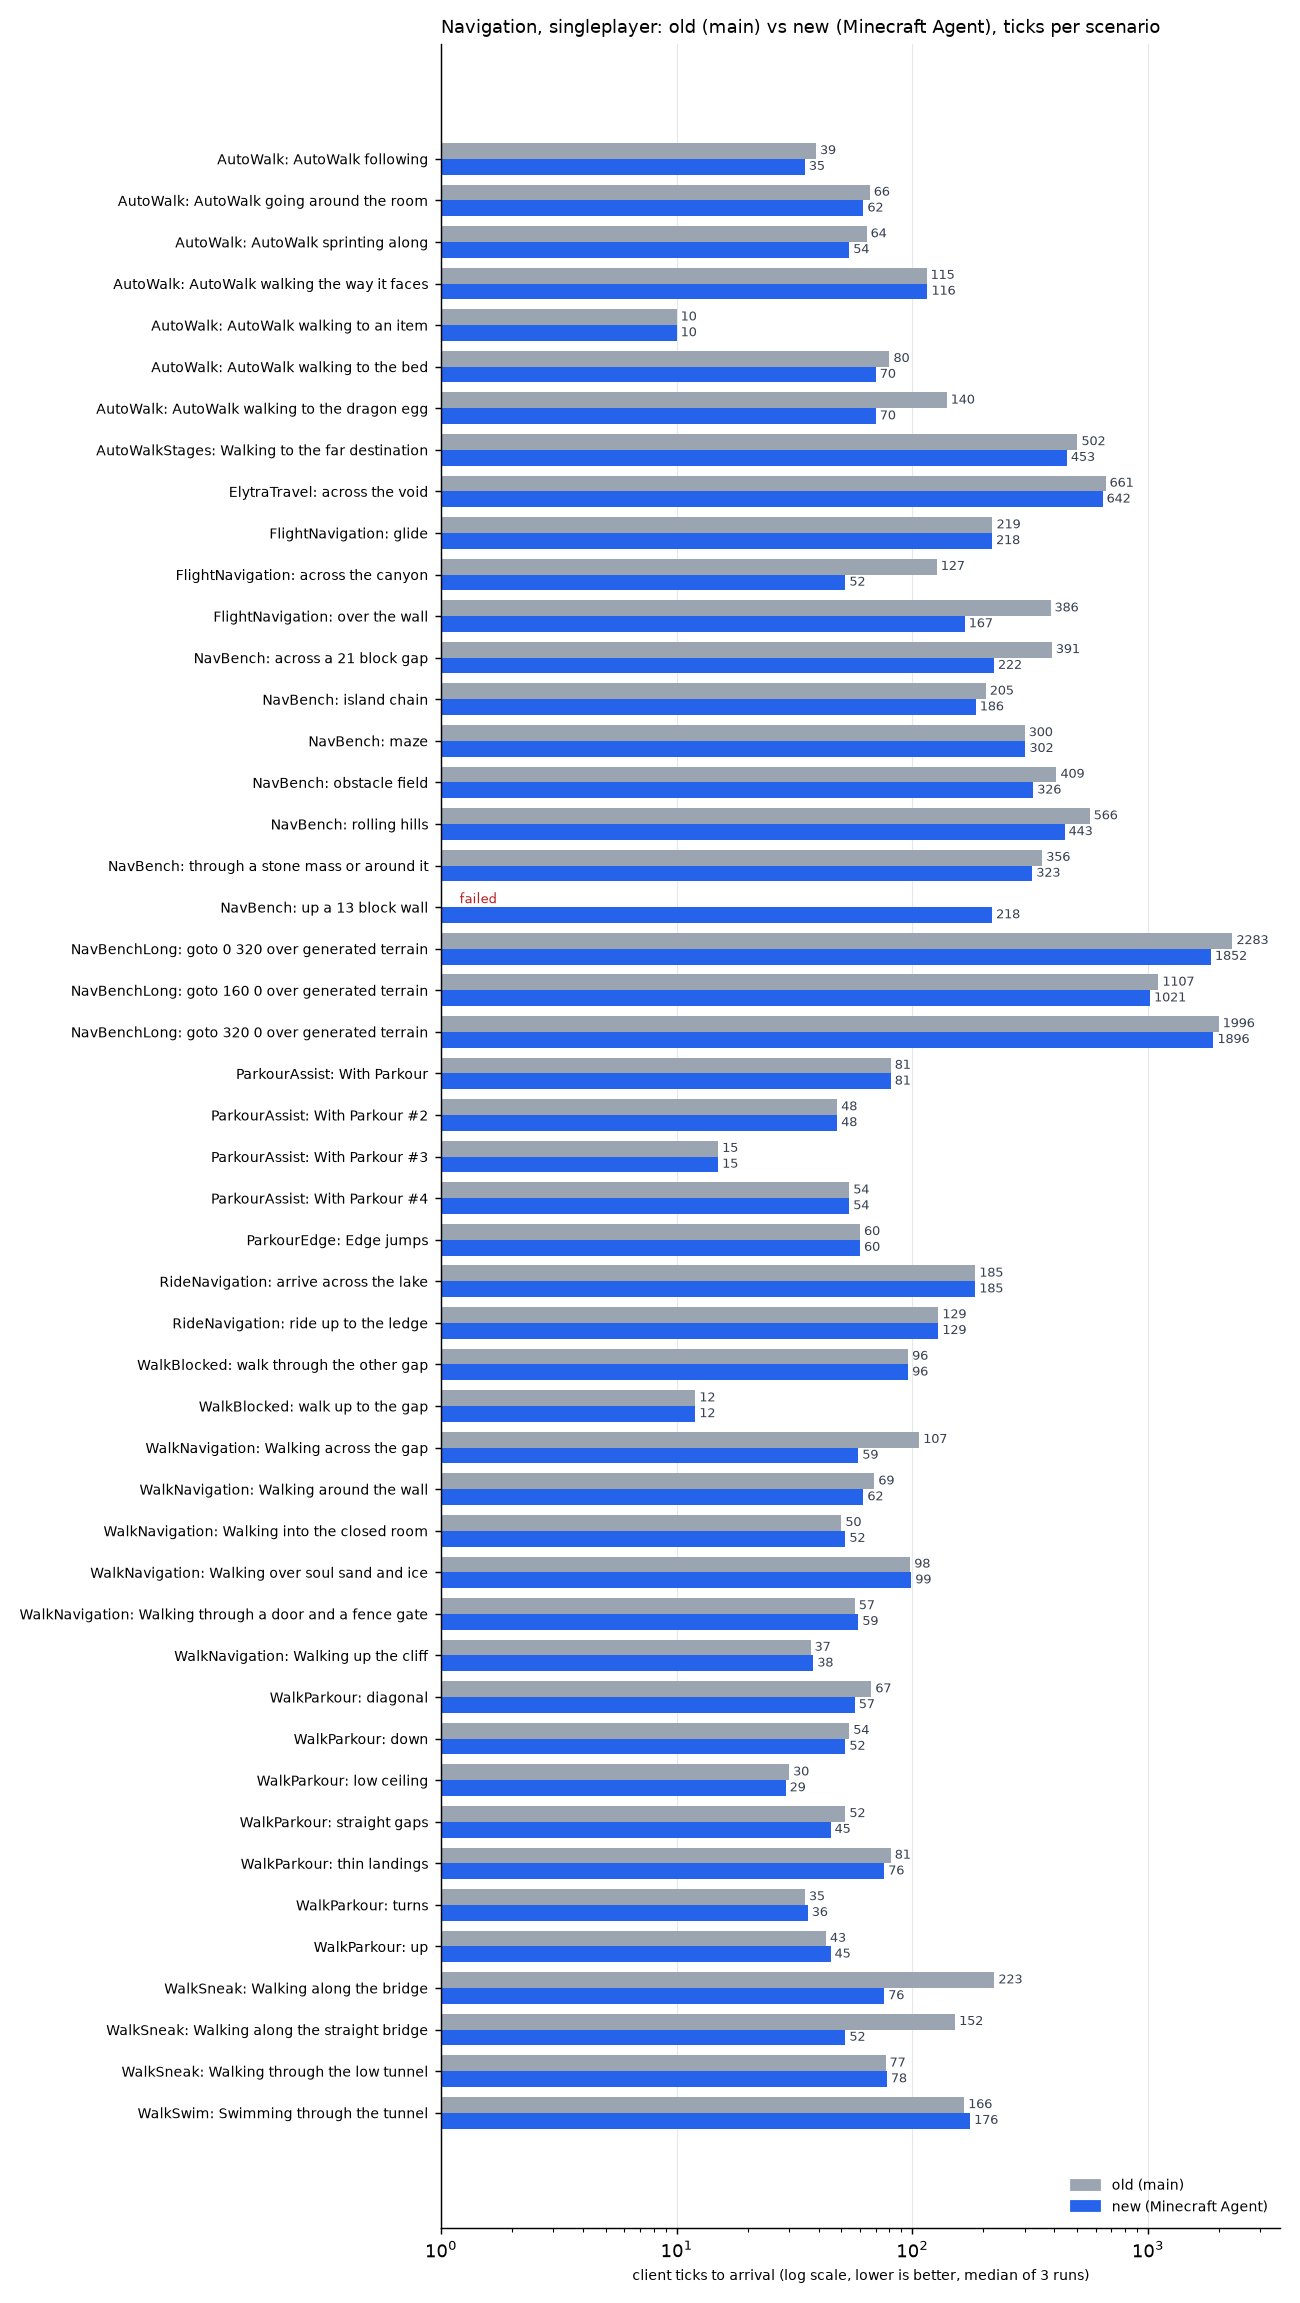 Navigation, singleplayer: old (main) vs new (Minecraft Agent), ticks per scenario
AutoWalk: AutoWalk following
39
35
AutoWalk: AutoWalk going around the room
66
62
AutoWalk: AutoWalk sprinting along
64
54
AutoWalk: AutoWalk walking the way it faces
115
116
AutoWalk: AutoWalk walking to an item
10
10
AutoWalk: AutoWalk walking to the bed
80
70
AutoWalk: AutoWalk walking to the dragon egg
140
70
AutoWalkStages: Walking to the far destination
502
453
ElytraTravel: across the void
661
642
FlightNavigation: glide
219
218
FlightNavigation: across the canyon
127
52
FlightNavigation: over the wall
386
167
NavBench: across a 21 block gap
391
222
NavBench: island chain
205
186
NavBench: maze
300
302
NavBench: obstacle field
409
326
NavBench: rolling hills
566
443
NavBench: through a stone mass or around it
356
323
NavBench: up a 13 block wall
failed
218
NavBenchLong: goto 0 320 over generated terrain
2283
1852
NavBenchLong: goto 160 0 over generated terrain
1107
1021
NavBenchLong: goto 320 0 over generated terrain
1996
1896
ParkourAssist: With Parkour
81
81
ParkourAssist: With Parkour #2
48
48
ParkourAssist: With Parkour #3
15
15
ParkourAssist: With Parkour #4
54
54
ParkourEdge: Edge jumps
60
60
RideNavigation: arrive across the lake
185
185
RideNavigation: ride up to the ledge
129
129
WalkBlocked: walk through the other gap
96
96
WalkBlocked: walk up to the gap
12
12
WalkNavigation: Walking across the gap
107
59
WalkNavigation: Walking around the wall
69
62
WalkNavigation: Walking into the closed room
50
52
WalkNavigation: Walking over soul sand and ice
98
99
WalkNavigation: Walking through a door and a fence gate
57
59
WalkNavigation: Walking up the cliff
37
38
WalkParkour: diagonal
67
57
WalkParkour: down
54
52
WalkParkour: low ceiling
30
29
WalkParkour: straight gaps
52
45
WalkParkour: thin landings
81
76
WalkParkour: turns
35
36
WalkParkour: up
43
45
WalkSneak: Walking along the bridge
223
76
WalkSneak: Walking along the straight bridge
152
52
WalkSneak: Walking through the low tunnel
77
78
WalkSwim: Swimming through the tunnel
166
176
old (main)
new (Minecraft Agent)
10⁰ 10¹ 10² 10³
client ticks to arrival (log scale, lower is better, median of 3 runs)